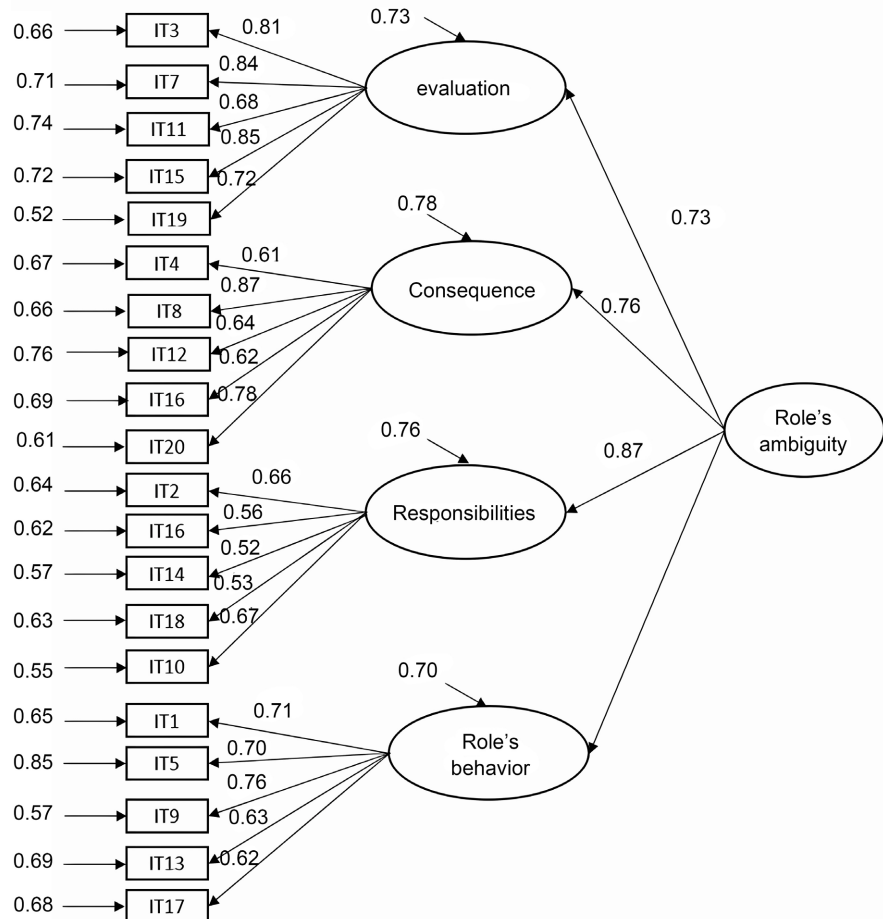 0.66 IT3 0.81 0.73
0.71 IT7 0.84 evaluation
0.74 IT11 0.68
0.85
0.72 IT15 0.72
0.52 IT19 0.73
0.78
0.67 IT4 0.61
0.66 IT8 0.87 Consequence
0.64 0.76
0.76 IT12 0.62
0.69 IT16 0.78
Role's
ambiguity
0.61 IT20 0.76 0.87
0.64 IT2 0.66
0.56 Responsibilities
0.62 IT16 0.52
0.57 IT14 0.53
0.63 IT18 0.67
0.55 IT10 0.70
0.65 IT1 0.71
0.70 Role's
behavior
0.85 IT5 0.76
0.57 IT9 0.63
0.69 IT13 0.62
0.68 IT17